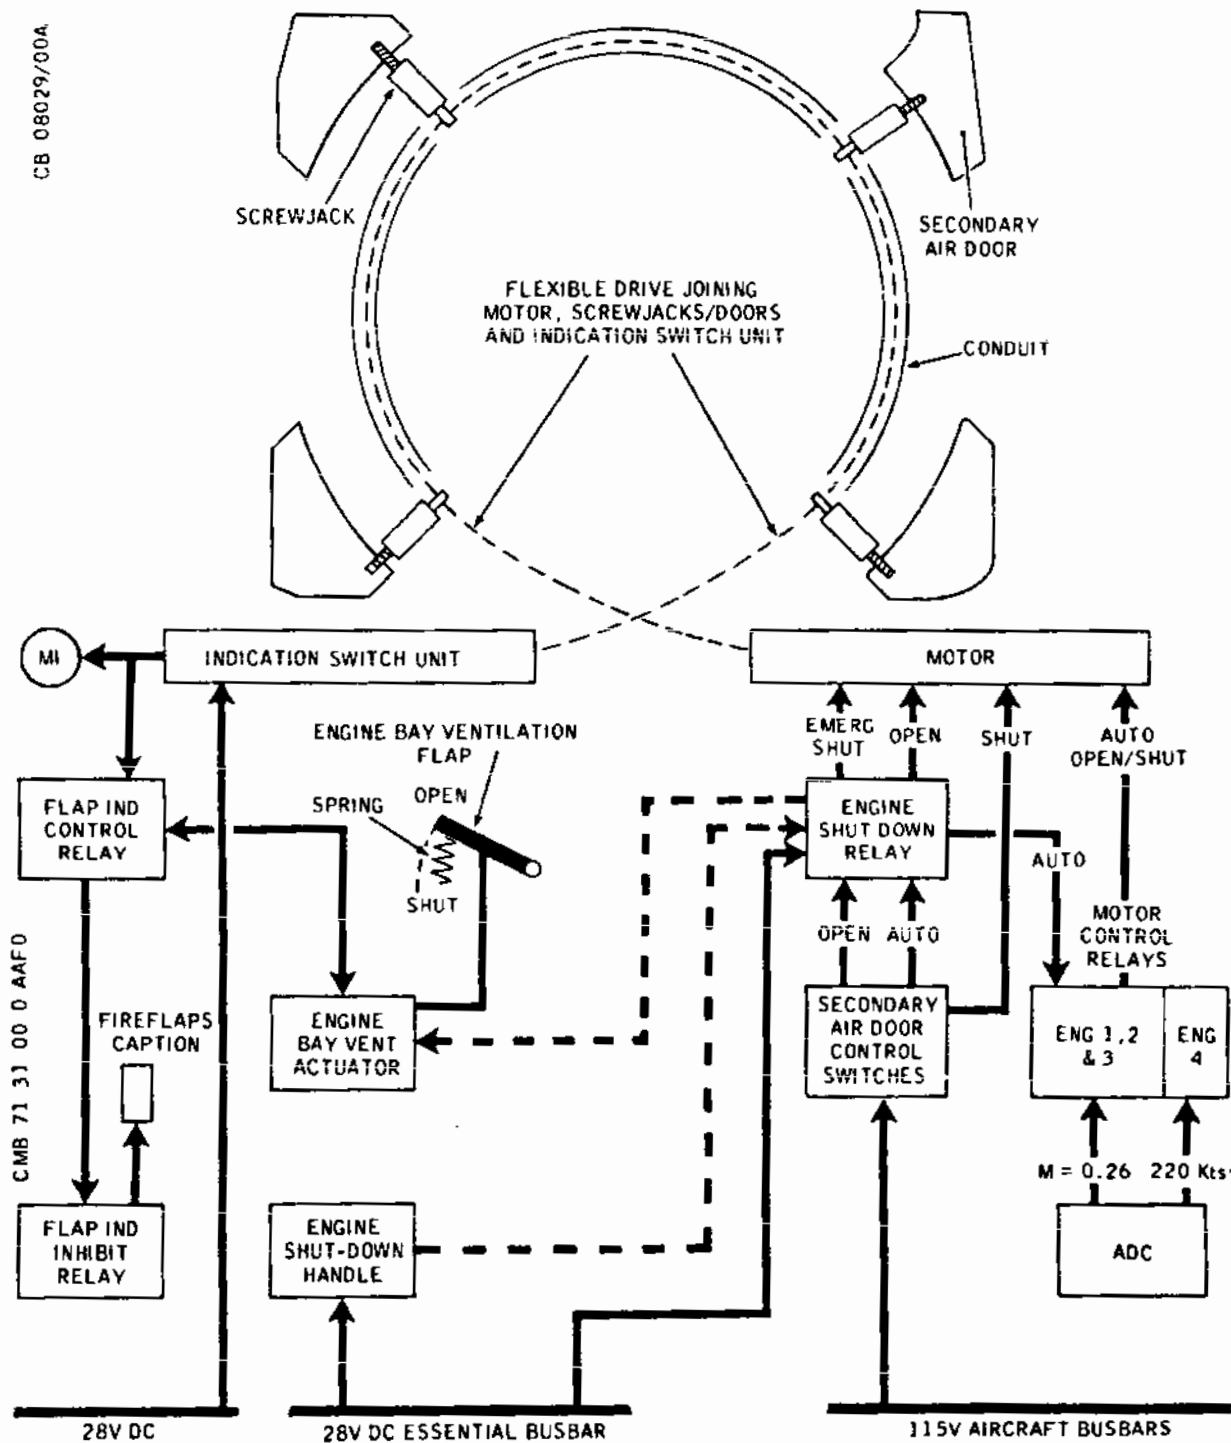 CB 08029/00A
SCREWJACK
SECONDARY
AIR DOOR
FLEXIBLE DRIVE JOINING
MOTOR, SCREWJACKS/DOORS
AND INDICATION SWITCH UNIT
CONDUIT
MI
INDICATION SWITCH UNIT
MOTOR
ENGINE BAY VENTILATION
FLAP
EMERG
SHUT
OPEN
SHUT
AUTO
OPEN/SHUT
FLAP IND
CONTROL
RELAY
SPRING
OPEN
SHUT
ENGINE
SHUT DOWN
RELAY
AUTO
OPEN
AUTO
MOTOR
CONTROL
RELAYS
CMB 71 31 00 0 AAF0
FIREFLAPS
CAPTION
ENGINE
BAY VENT
ACTUATOR
SECONDARY
AIR DOOR
CONTROL
SWITCHES
ENG 1,2
& 3
ENG
4
M = 0.26
220 Kts
FLAP IND
INHIBIT
RELAY
ENGINE
SHUT-DOWN
HANDLE
ADC
28V DC
28V DC ESSENTIAL BUSBAR
115V AIRCRAFT BUSBARS